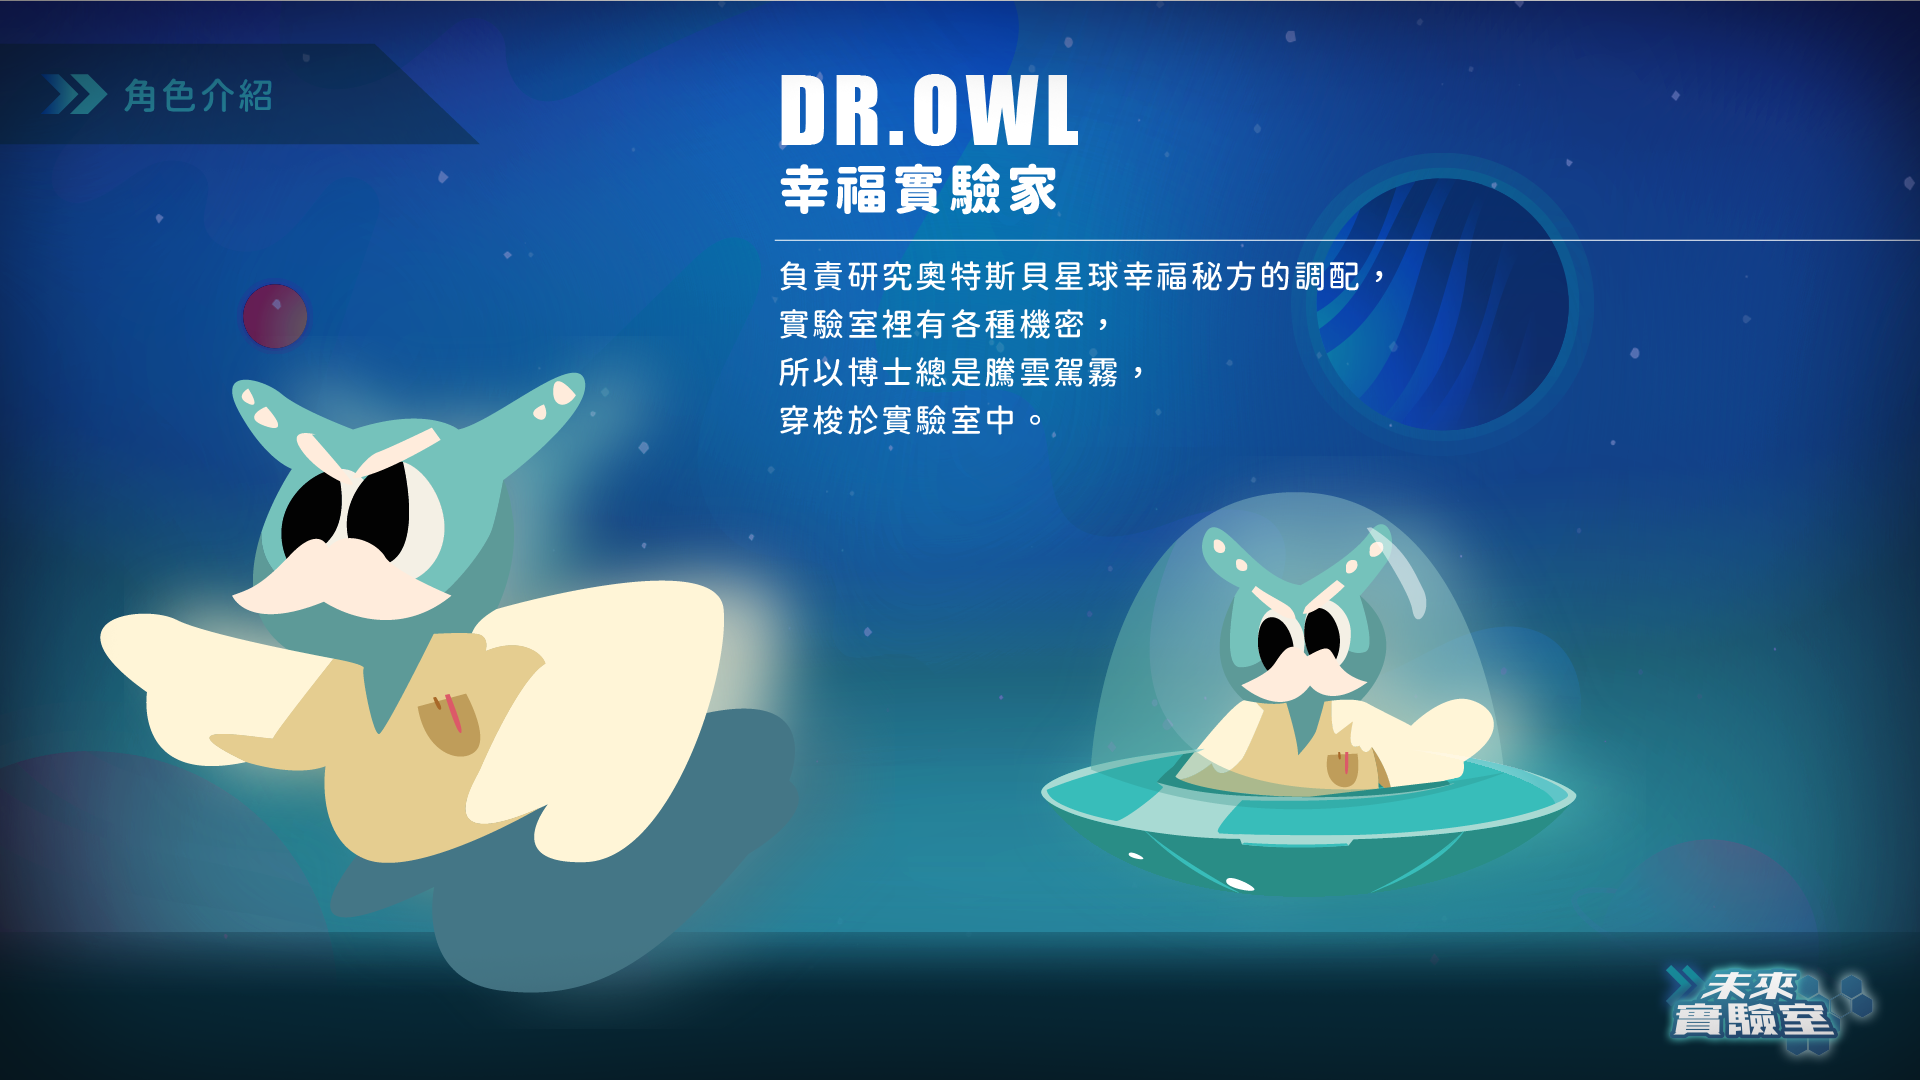 角色介紹
DR.OWL
幸福實驗家
負責研究奧特斯貝星球幸福秘方的調配，
實驗室裡有各種機密，
所以博士總是騰雲駕霧，
穿梭於實驗室中。
未來
實驗室